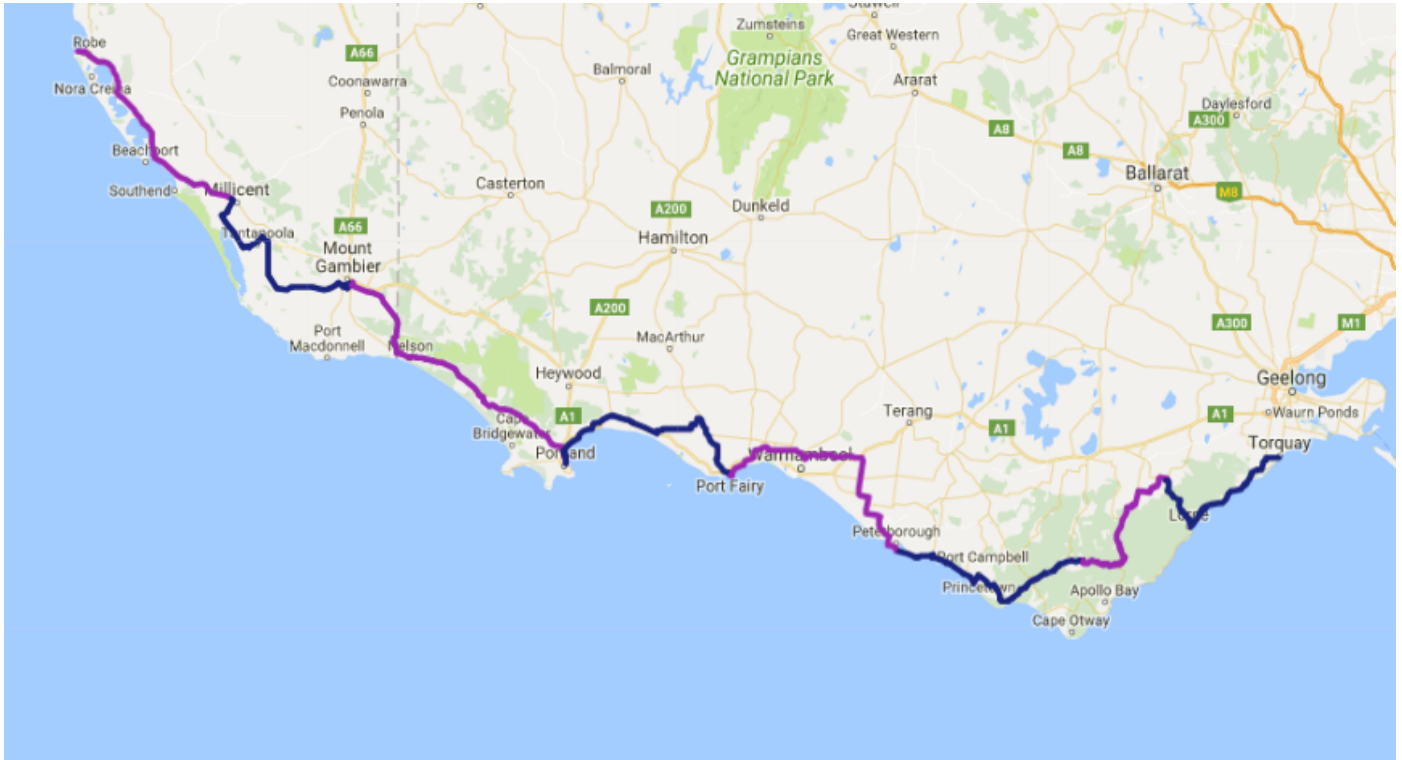 Stawell
Zumsteins
Great Western
Robe
A66
Grampians
National Park
Balmoral
Coonawarra
Ararat
Nora Creina
Daylesford
A300
Penola
A8
A8
Beachport
Ballarat
Southend
Millicent
Casterton
M8
A200
Dunkeld
A66
Tantanoola
Hamilton
Mount
Gambier
A200
A300
M1
Port
Macdonnell
Nelson
MacArthur
Heywood
Geelong
Terang
A1
A1
A1
Waurn Ponds
Cape
Bridgewater
Torquay
Portland
Warrnambool
Port Fairy
Lorne
Peterborough
Port Campbell
Princetown
Apollo Bay
Cape Otway